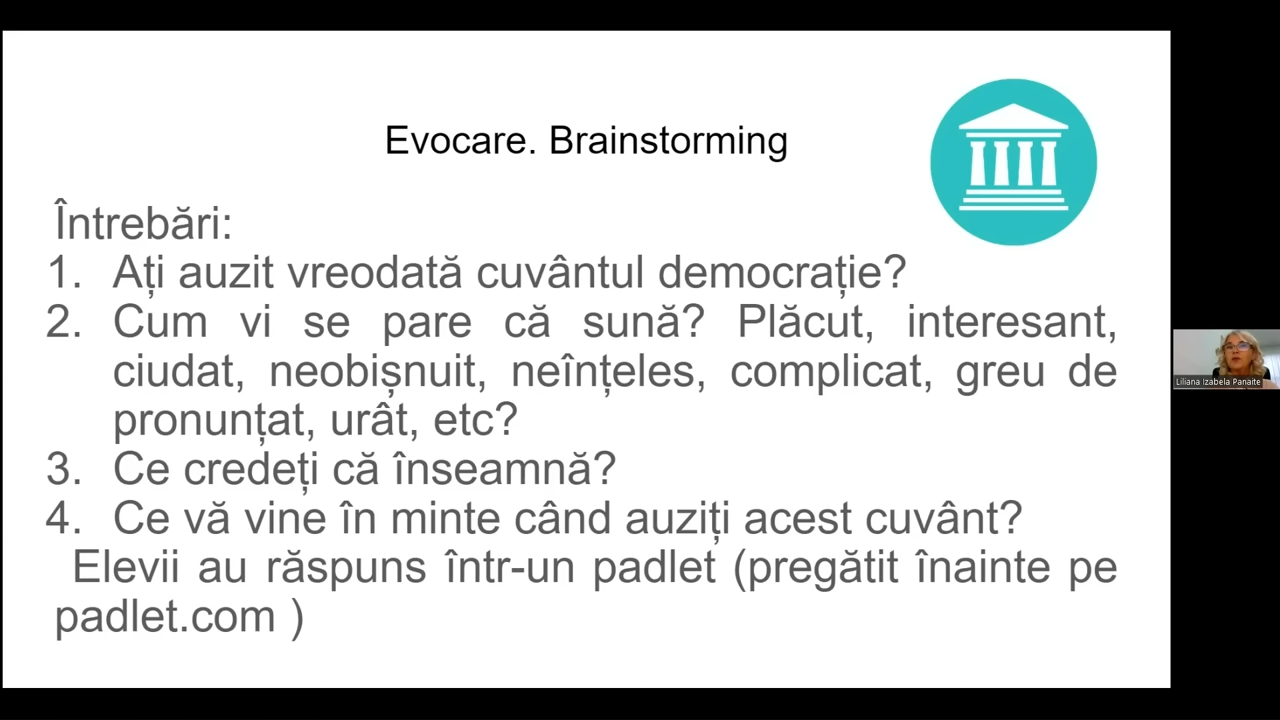 Evocare. Brainstorming
Întrebări:
1. Ați auzit vreodată cuvântul democrație?
2. Cum vi se pare că sună? Plăcut, interesant,
ciudat, neobișnuit, neînțeles, complicat, greu de
pronunțat, urât, etc?
3. Ce credeți că înseamnă?
4. Ce vă vine în minte când auziți acest cuvânt?
Elevii au răspuns într-un padlet (pregătit înainte pe
padlet.com )
Liliana Izabela Panaite